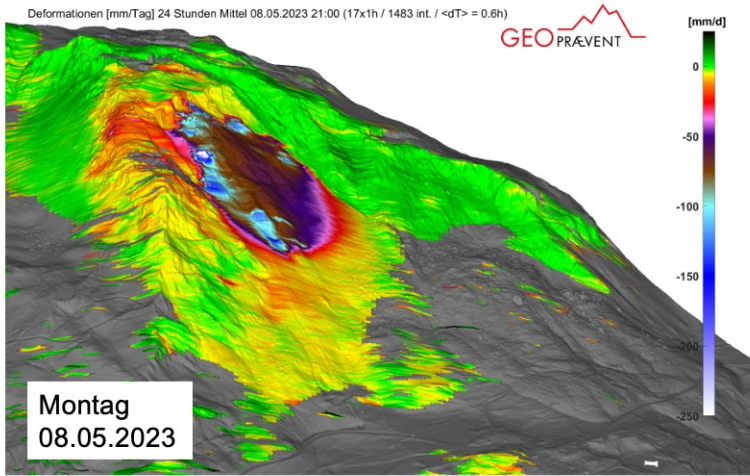 Deformationen [mm/Tag] 24 Stunden Mittel 08.05.2023 21:00 (17x1h / 1483 int. / <dT> = 0.6h)
GEOPRÆVENT
[mm/d]
0
-50
-100
-150
-200
-250
Montag
08.05.2023